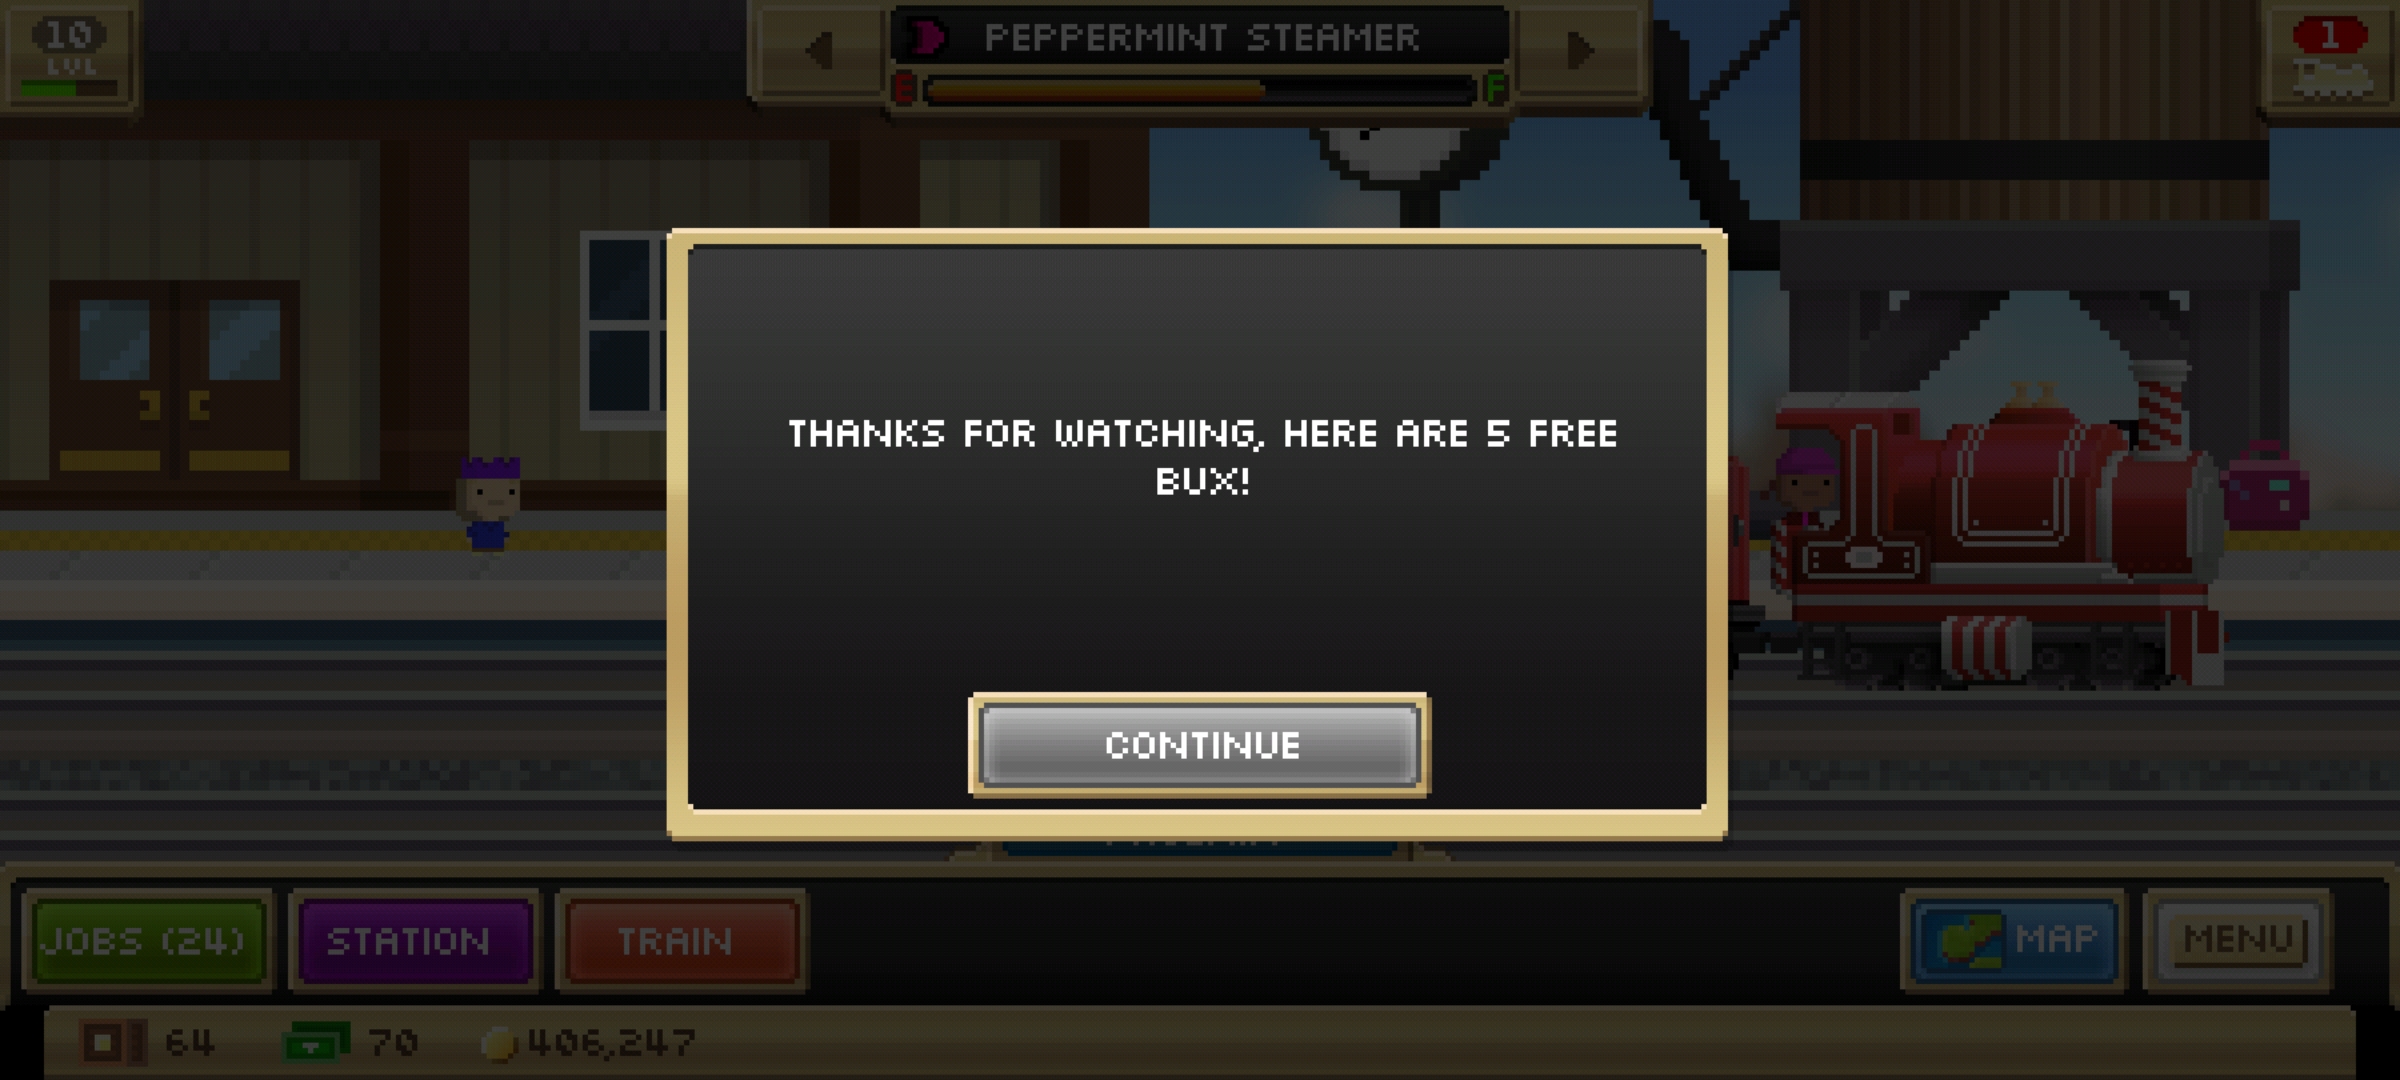 10
LVL
PEPPERMINT STEAMER
E
F
1
THANKS FOR WATCHING, HERE ARE 5 FREE
BUX!
CONTINUE
JOBS (24)
STATION
TRAIN
MAP
MENU
64
70
406,247